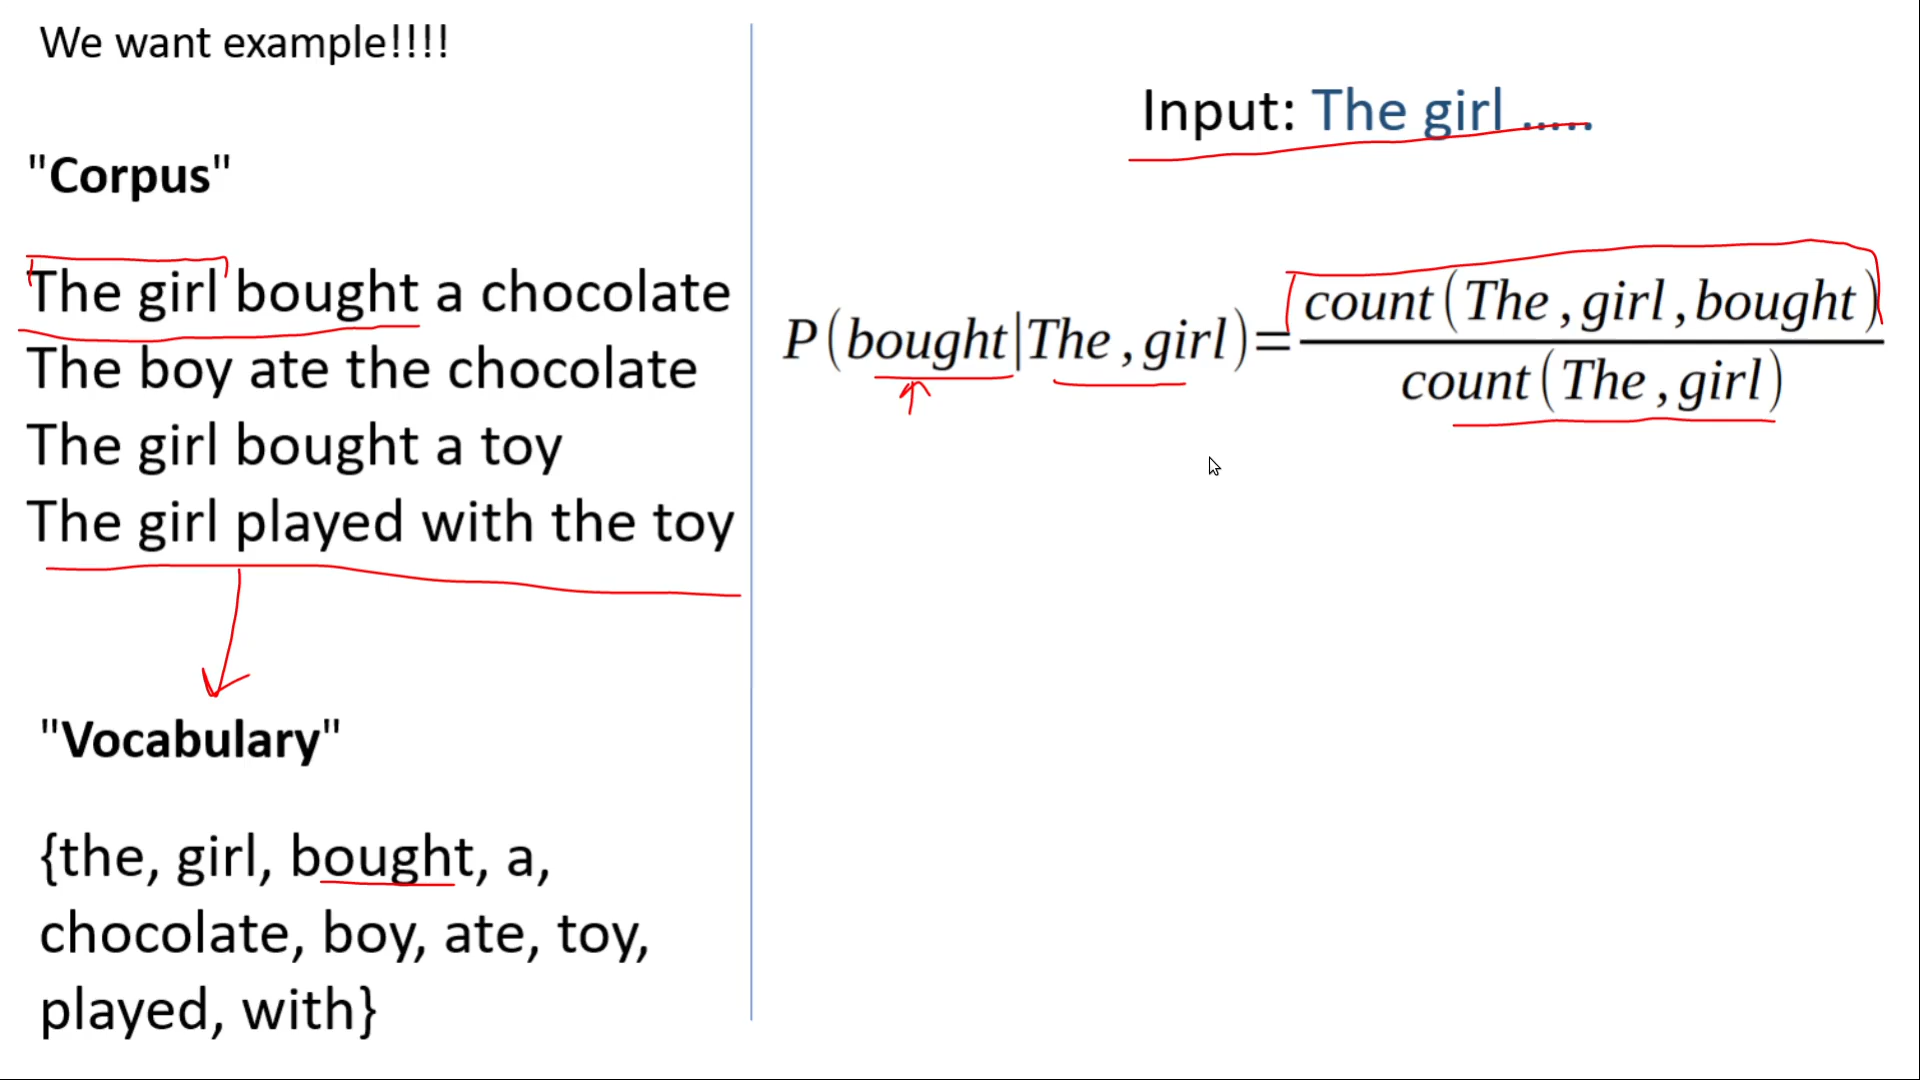 We want example!!!!
"Corpus"
The girl bought a chocolate
The boy ate the chocolate
The girl bought a toy
The girl played with the toy
"Vocabulary"
{the, girl, bought, a,
chocolate, boy, ate, toy,
played, with}
Input: The girl .....
P(bought|The,girl)=count(The,girl,bought)
count(The,girl)